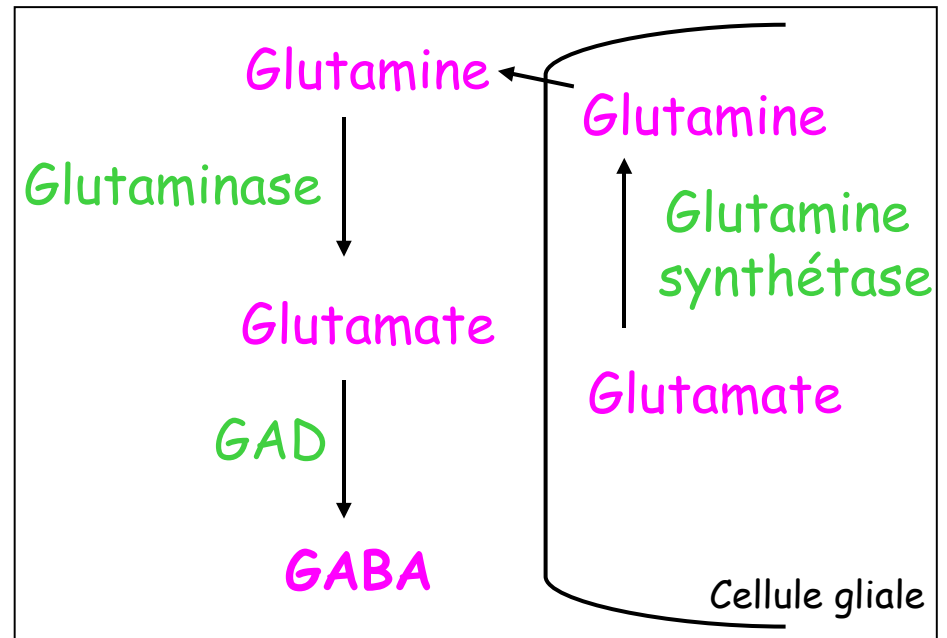 Glutamine
Glutaminase
Glutamate
GAD
GABA
Glutamine
Glutamine
synthétase
Glutamate
Cellule gliale